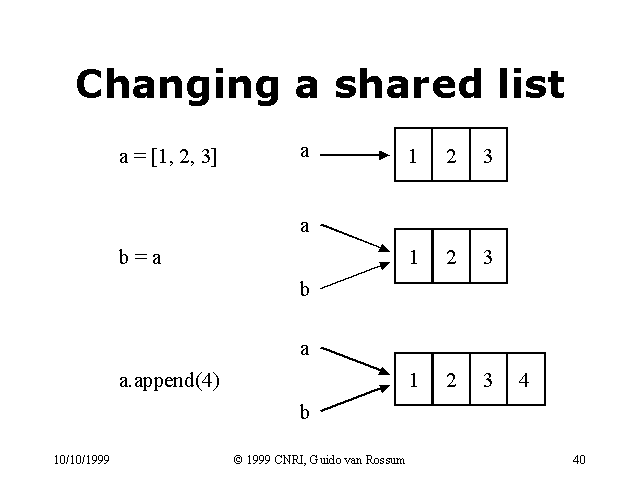 Changing a shared list
a = [1, 2, 3]
a
1 2 3
a
b = a
1 2 3
b
a
a.append(4)
1 2 3 4
b
10/10/1999
© 1999 CNRI, Guido van Rossum
40